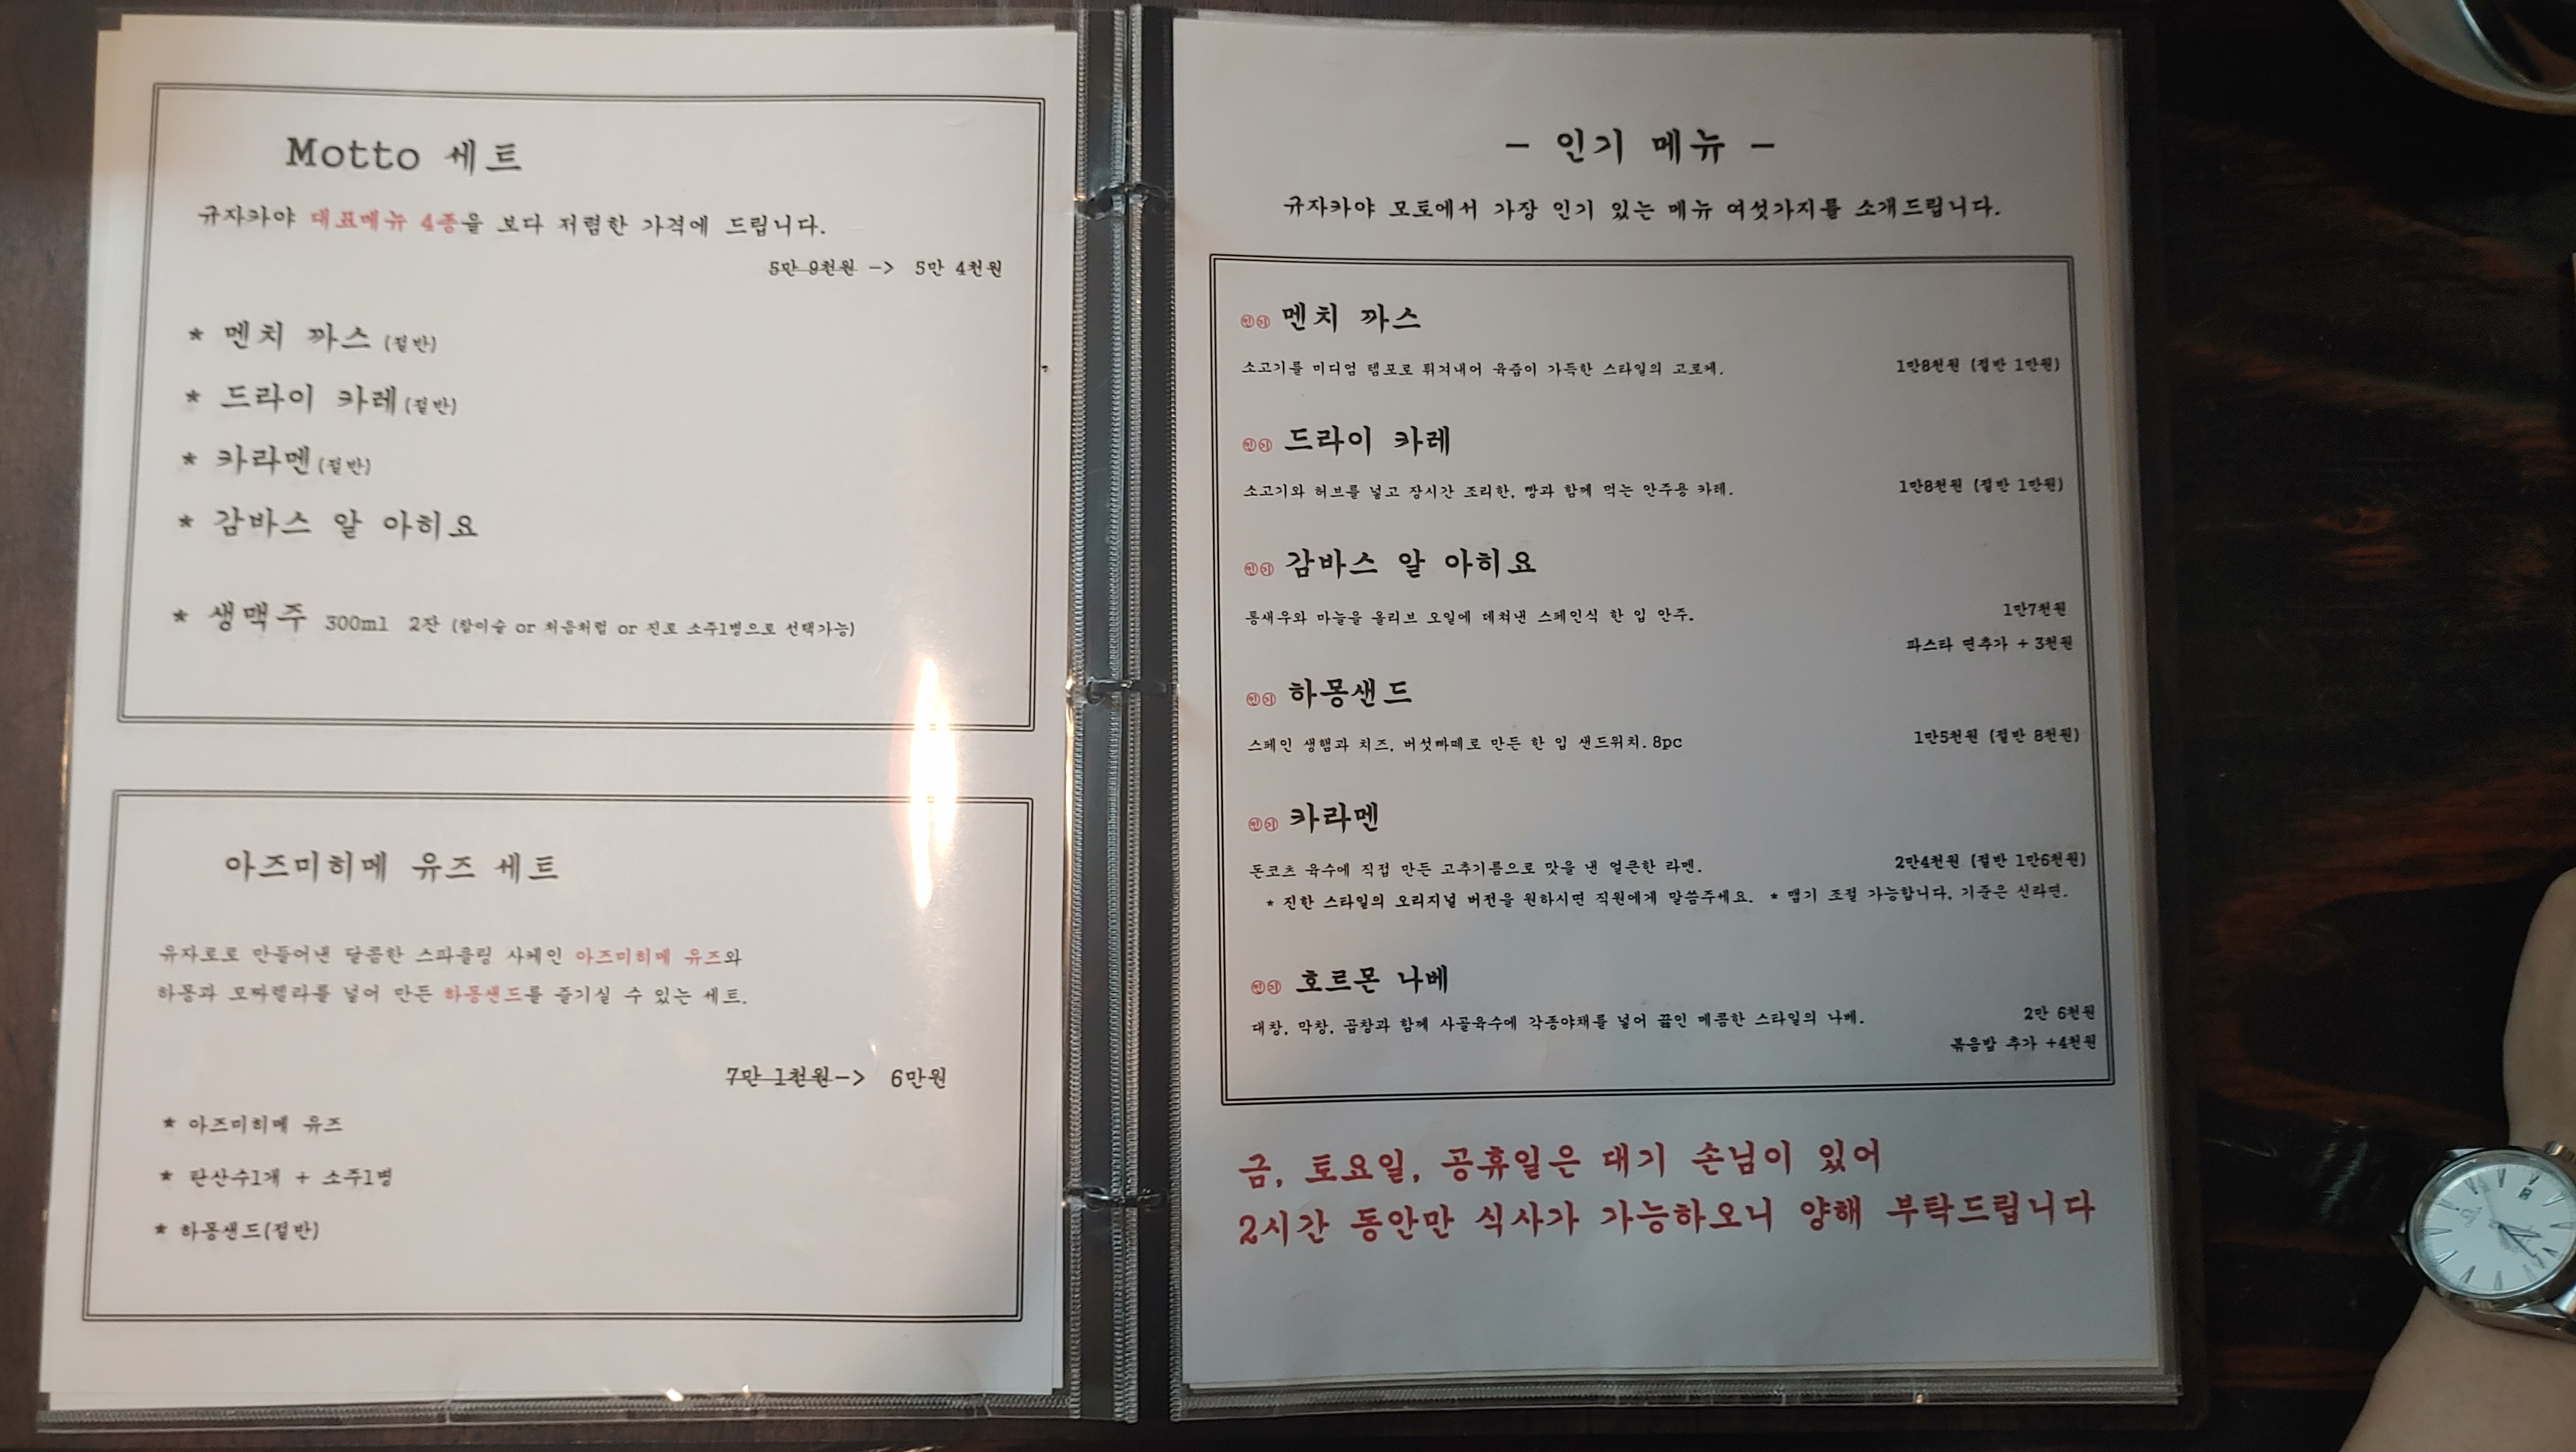 Motto 세트
규자카야 대표메뉴 4종을 보다 저렴한 가격에 드립니다.
5만 9천원 -> 5만 4천원
* 멘치 까스(절반)
* 드라이 카레(절반)
* 카라멘(절반)
* 감바스 알 아히요
* 생맥주 300ml 2잔 (참이슬 or 처음처럼 or 진로 소주1병으로 선택가능)
아즈미히메 유즈 세트
유자로로 만들어낸 달콤한 스파클링 사케인 아즈미히메 유즈와
하몽과 모짜렐라를 넣어 만든 하몽샌드를 즐기실 수 있는 세트.
7만 1천원-> 6만원
* 아즈미히메 유즈
* 탄산수1개 + 소주1병
* 하몽샌드(절반)
- 인기 메뉴 -
규자카야 모토에서 가장 인기 있는 메뉴 여섯가지를 소개드립니다.
인기 멘치 까스
소고기를 미디엄 템포로 튀겨내어 육즙이 가득한 스타일의 고로케. 1만8천원 (절반 1만원)
인기 드라이 카레
소고기와 허브를 넣고 장시간 조리한, 빵과 함께 먹는 안주용 카레. 1만8천원 (절반 1만원)
인기 감바스 알 아히요
통새우와 마늘을 올리브 오일에 데쳐낸 스페인식 한 입 안주. 1만7천원
파스타 면추가 + 3천원
인기 하몽샌드
스페인 생햄과 치즈, 버섯빠떼로 만든 한 입 샌드위치. 8pc 1만5천원 (절반 8천원)
인기 카라멘
돈코츠 육수에 직접 만든 고추기름으로 맛을 낸 얼큰한 라멘. 2만4천원 (절반 1만6천원)
* 진한 스타일의 오리지널 버전을 원하시면 직원에게 말씀주세요. * 맵기 조절 가능합니다. 기준은 신라면.
인기 호르몬 나베
대창, 막창, 곱창과 함께 사골육수에 각종야채를 넣어 끓인 매콤한 스타일의 나베. 2만 6천원
볶음밥 추가 +4천원
금, 토요일, 공휴일은 대기 손님이 있어
2시간 동안만 식사가 가능하오니 양해 부탁드립니다